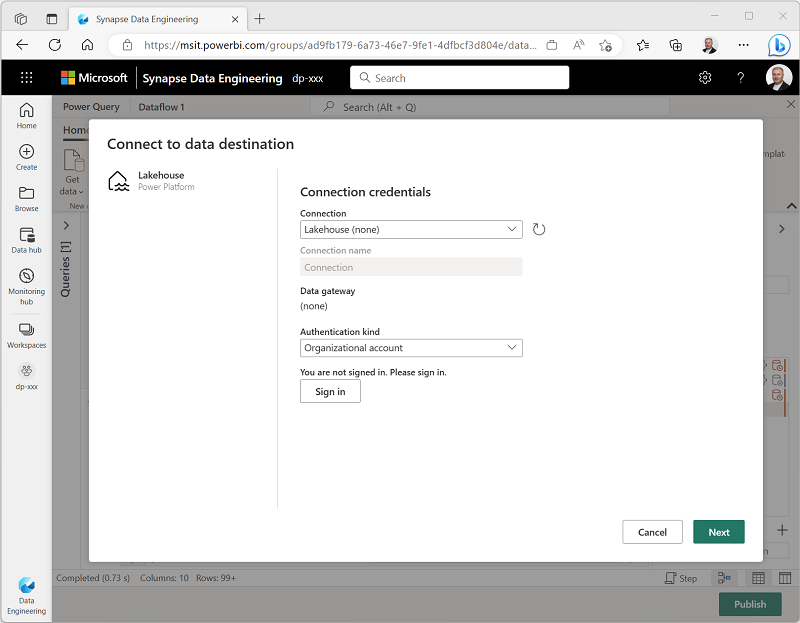 Synapse Data Engineering
https://msit.powerbi.com/groups/ad9fb179-6a73-46e7-9fe1-4dfbcf3d804e/data...
Microsoft
Synapse Data Engineering
dp-xxx
Search
?
Home
Create
Browse
Data hub
Monitoring
hub
Workspaces
dp-xxx
Data
Engineering
Power Query
Dataflow 1
Search (Alt + Q)
Home
Get
data
New
Queries [1]
Connect to data destination
Lakehouse
Power Platform
Connection credentials
Connection
Lakehouse (none)
Connection name
Connection
Data gateway
(none)
Authentication kind
Organizational account
You are not signed in. Please sign in.
Sign in
Cancel
Next
Completed (0.73 s)
Columns: 10
Rows: 99+
Step
Publish